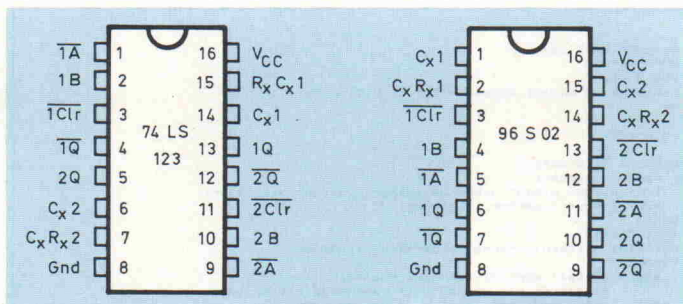 1A 1 16 VCC
1B 2 15 RxCx1
1Clr 3 14 Cx1
1Q 4 13 1Q
2Q 5 12 2Q
Cx2 6 11 2Clr
CxRx2 7 10 2B
Gnd 8 9 2A
74 LS
123
Cx1 1 16 VCC
CxRx1 2 15 Cx2
1Clr 3 14 CxRx2
1B 4 13 2Clr
1A 5 12 2B
1Q 6 11 2A
1Q 7 10 2Q
Gnd 8 9 2Q
96 S 02